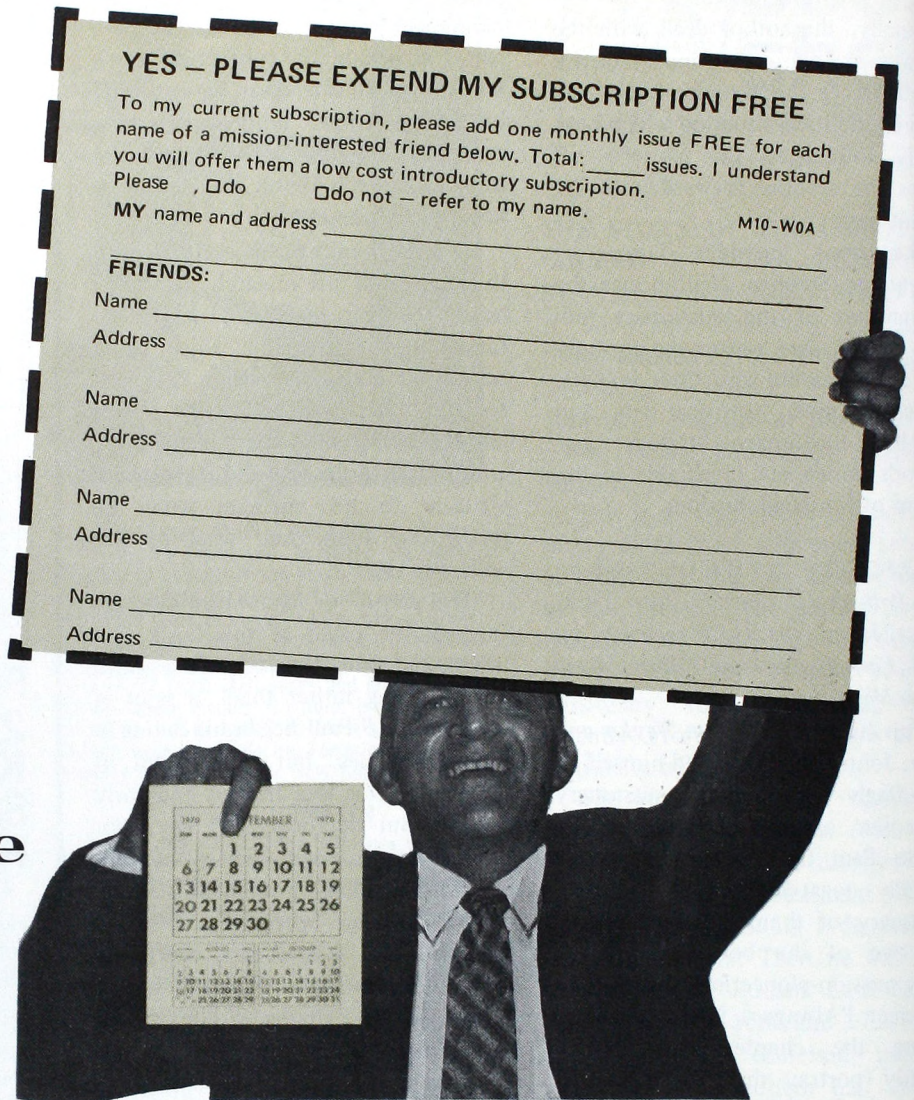 YES – PLEASE EXTEND MY SUBSCRIPTION FREE
To my current subscription, please add one monthly issue FREE for each
name of a mission-interested friend below. Total:______issues. I understand
you will offer them a low cost introductory subscription.
Please , ☐do ☐do not – refer to my name.
M10-W0A
MY name and address
FRIENDS:
Name
Address
Name
Address
Name
Address
Name
Address
e
1970 TEMBER 1970
1 2 3 4 5
6 7 8 9 10 11 12
13 14 15 16 17 18 19
20 21 22 23 24 25 26
27 28 29 30